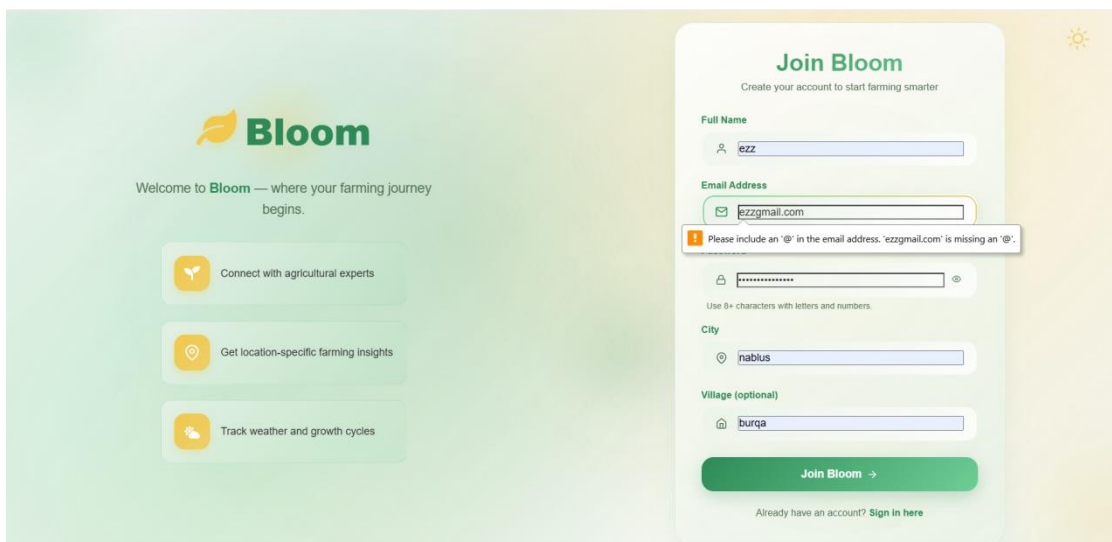 Bloom
Welcome to Bloom — where your farming journey
begins.
Connect with agricultural experts
Get location-specific farming insights
Track weather and growth cycles
Join Bloom
Create your account to start farming smarter
Full Name
ezz
Email Address
ezzgmail.com
Please include an '@' in the email address. 'ezzgmail.com' is missing an '@'.
Use 8+ characters with letters and numbers.
City
nablus
Village (optional)
burqa
Join Bloom →
Already have an account? Sign in here